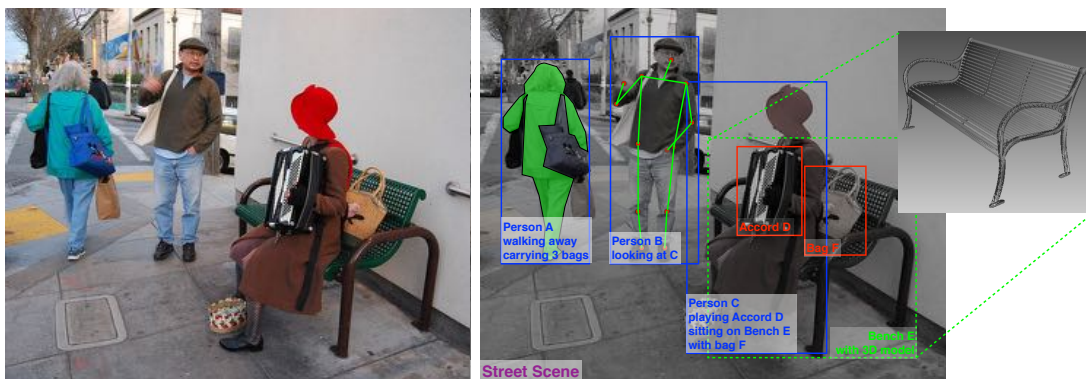 Person A
walking away
carrying 3 bags
Person B
looking at C
Accord D
Bag F
Person C
playing Accord D
sitting on Bench E
with bag F
Bench E
with 3D model
Street Scene